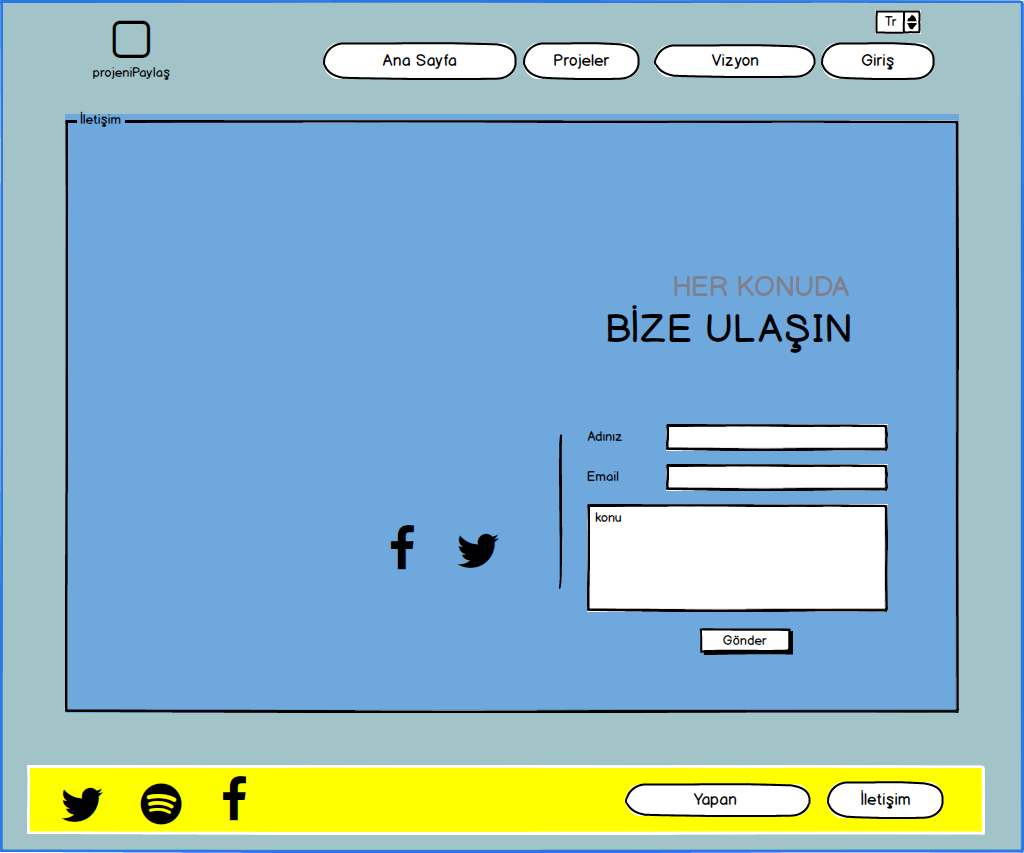 Tr
projeniPaylaş
Ana Sayfa
Projeler
Vizyon
Giriş
İletişim
HER KONUDA
BİZE ULAŞIN
Adınız
Email
konu
Gönder
Yapan
İletişim